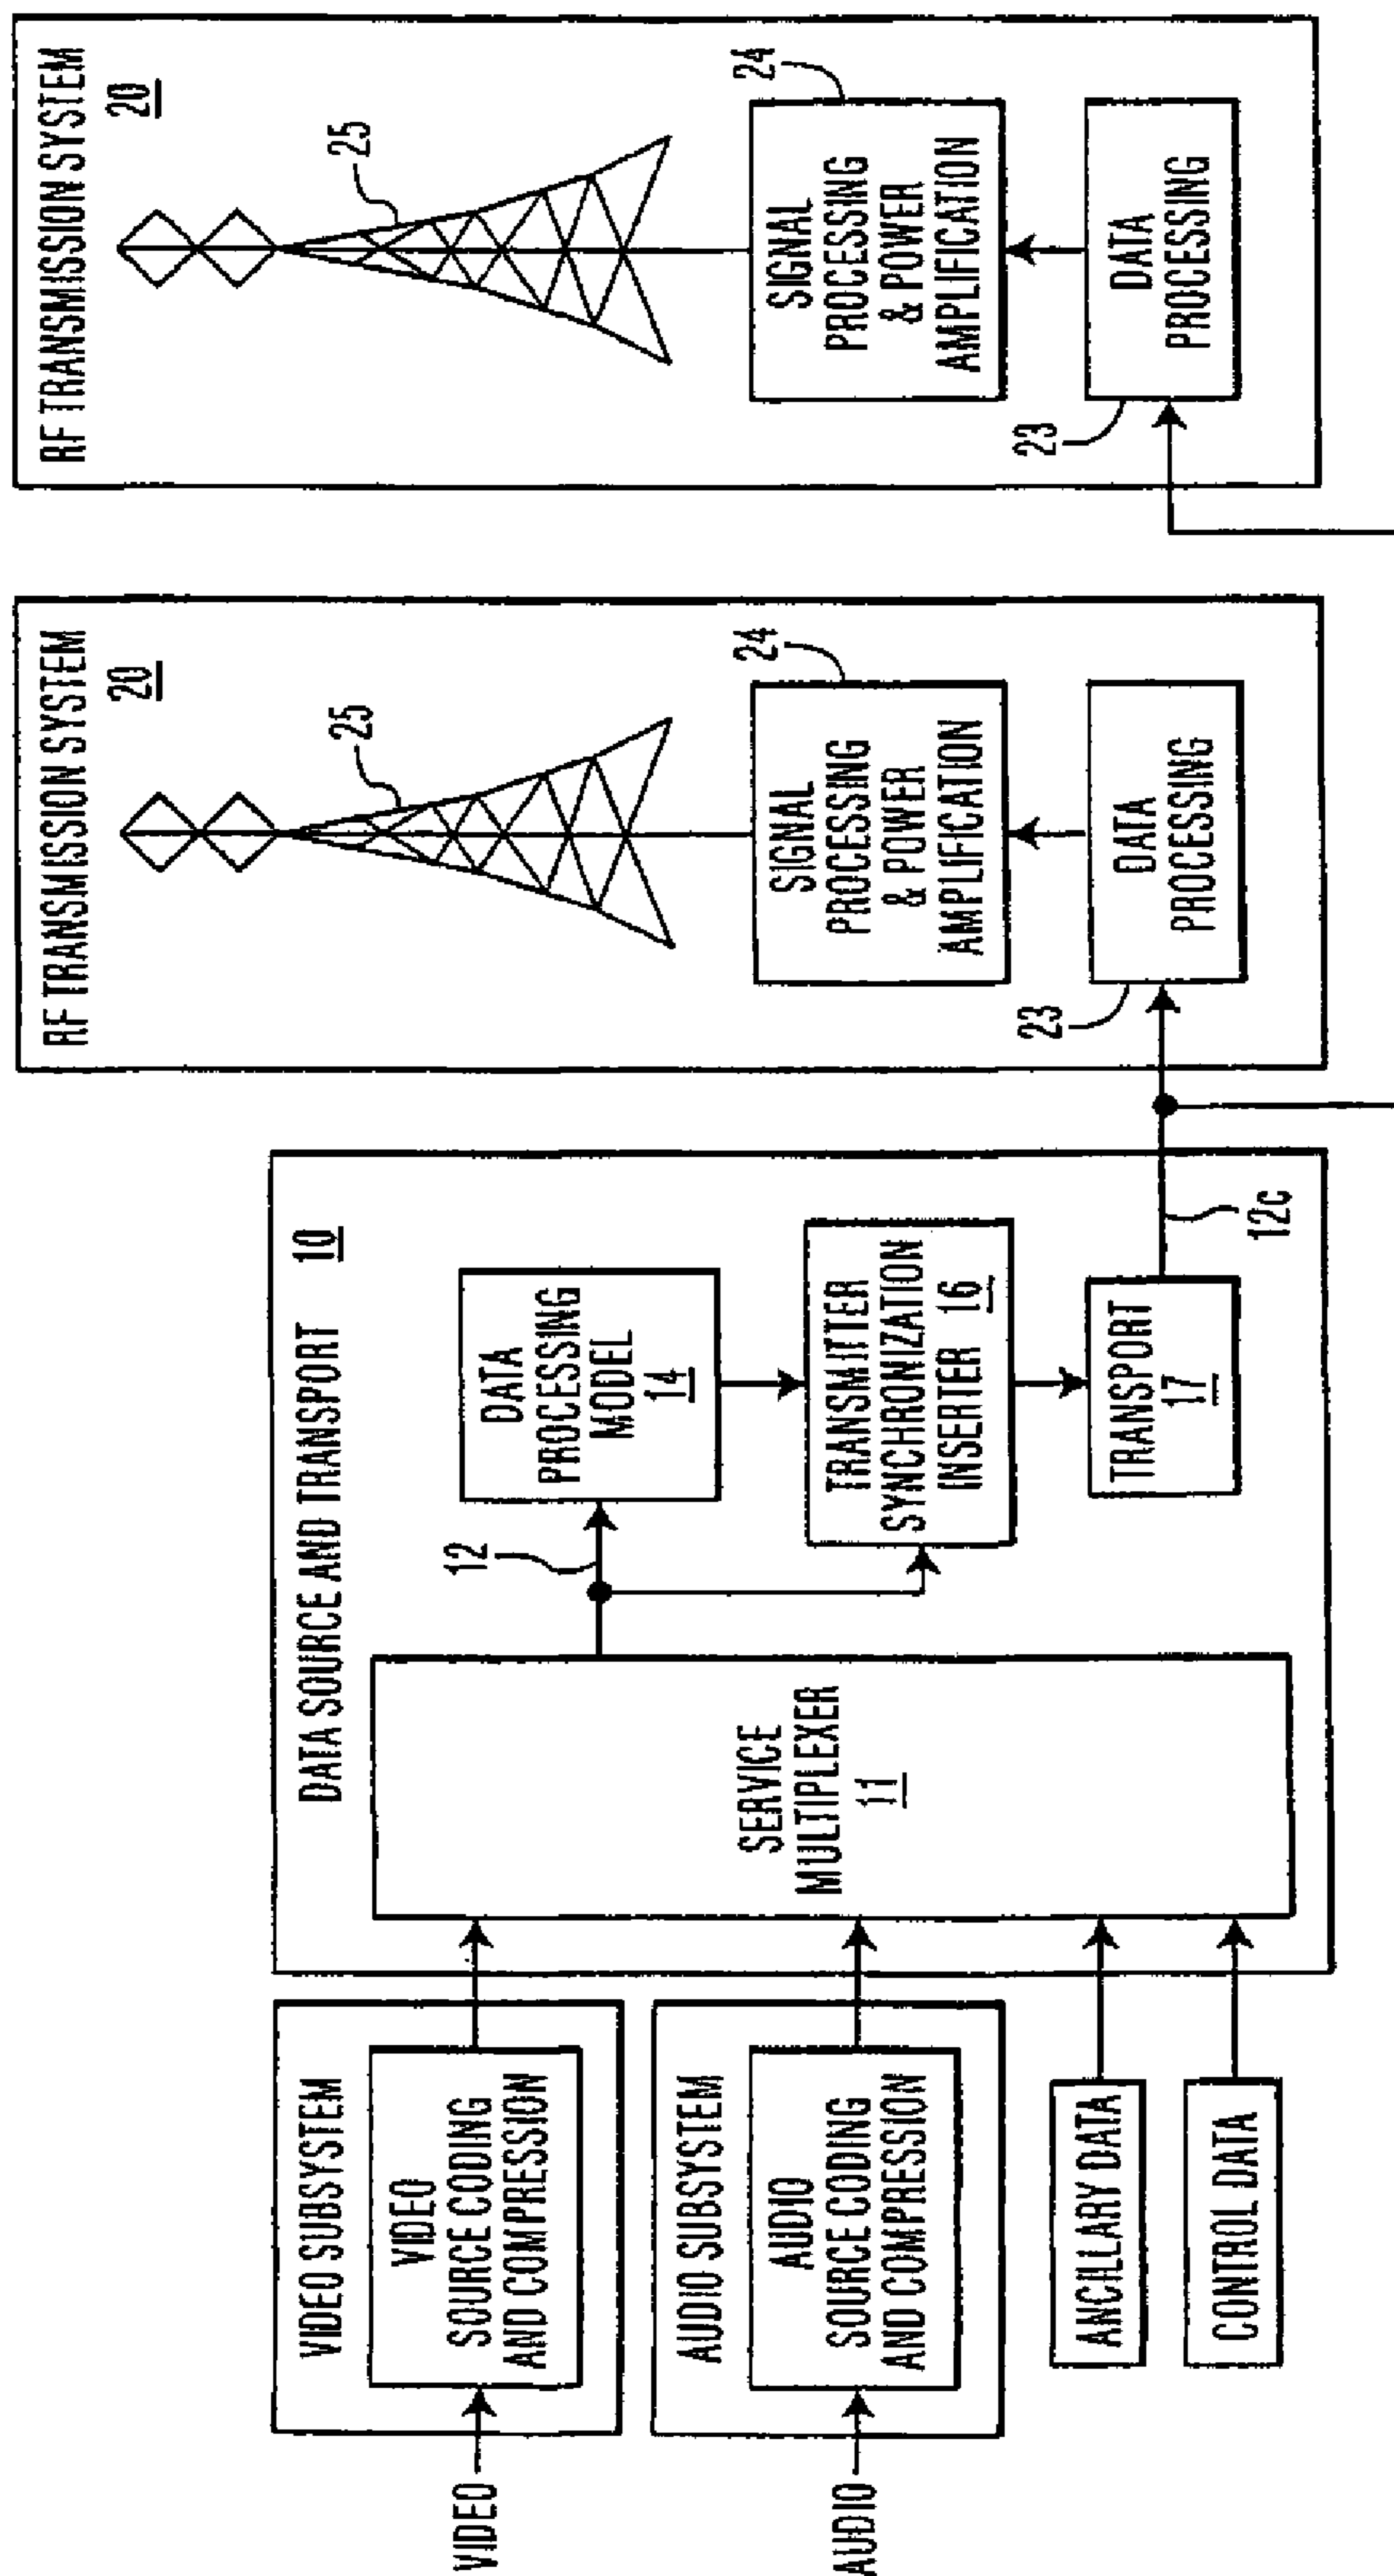 VIDEO
AUDIO
VIDEO SUBSYSTEM
VIDEO
SOURCE CODING
AND COMPRESSION
AUDIO SUBSYSTEM
AUDIO
SOURCE CODING
AND COMPRESSION
ANCILLARY DATA
CONTROL DATA
DATA SOURCE AND TRANSPORT 10
SERVICE
MULTIPLEXER
11
12
DATA
PROCESSING
MODEL
14
TRANSMITTER
SYNCHRONIZATION
INSERTER 16
TRANSPORT
17
12c
RF TRANSMISSION SYSTEM
20
25
24
SIGNAL
PROCESSING
& POWER
AMPLIFICATION
23
DATA
PROCESSING
RF TRANSMISSION SYSTEM
20
25
24
SIGNAL
PROCESSING
& POWER
AMPLIFICATION
23
DATA
PROCESSING